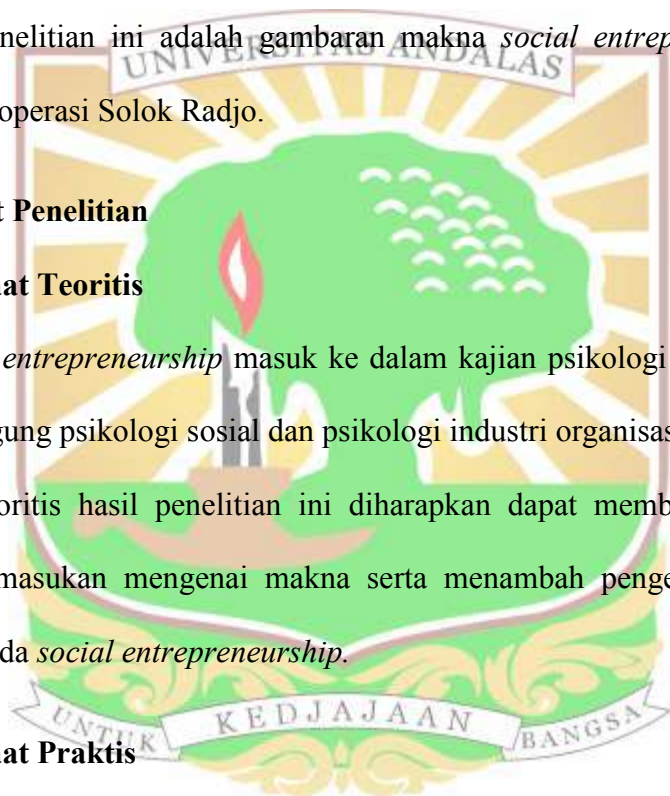 nelitian ini adalah gambaran makna social entrep
UNIVERSITAS ANDALAS
operasi Solok Radjo.
t Penelitian
at Teoritis
entrepreneurship masuk ke dalam kajian psikologi
gung psikologi sosial dan psikologi industri organisas
oritis hasil penelitian ini diharapkan dapat memb
masukan mengenai makna serta menambah penge
da social entrepreneurship.
UNTUK KEDJAJAAN BANGSA
at Praktis